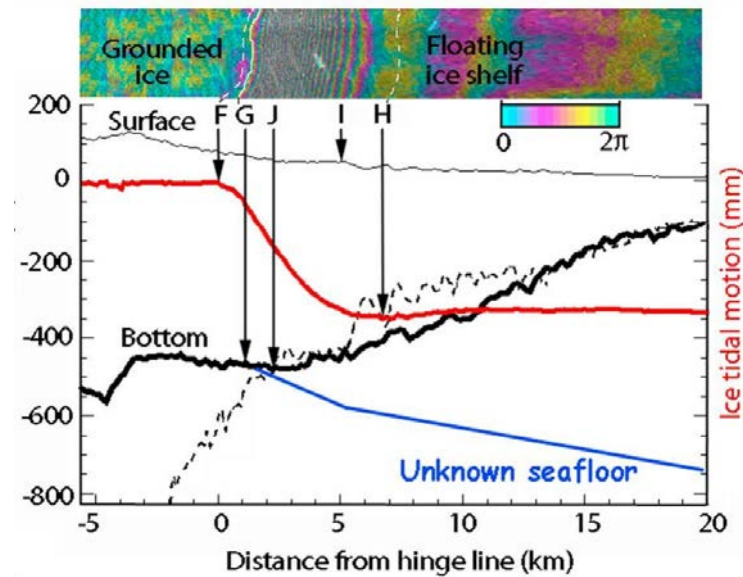 Grounded
ice
Floating
ice shelf
F G J I H
0 2π
Surface
Bottom
Unknown seafloor
200
0
-200
-400
-600
-800
-5 0 5 10 15 20
Distance from hinge line (km)
Ice tidal motion (mm)